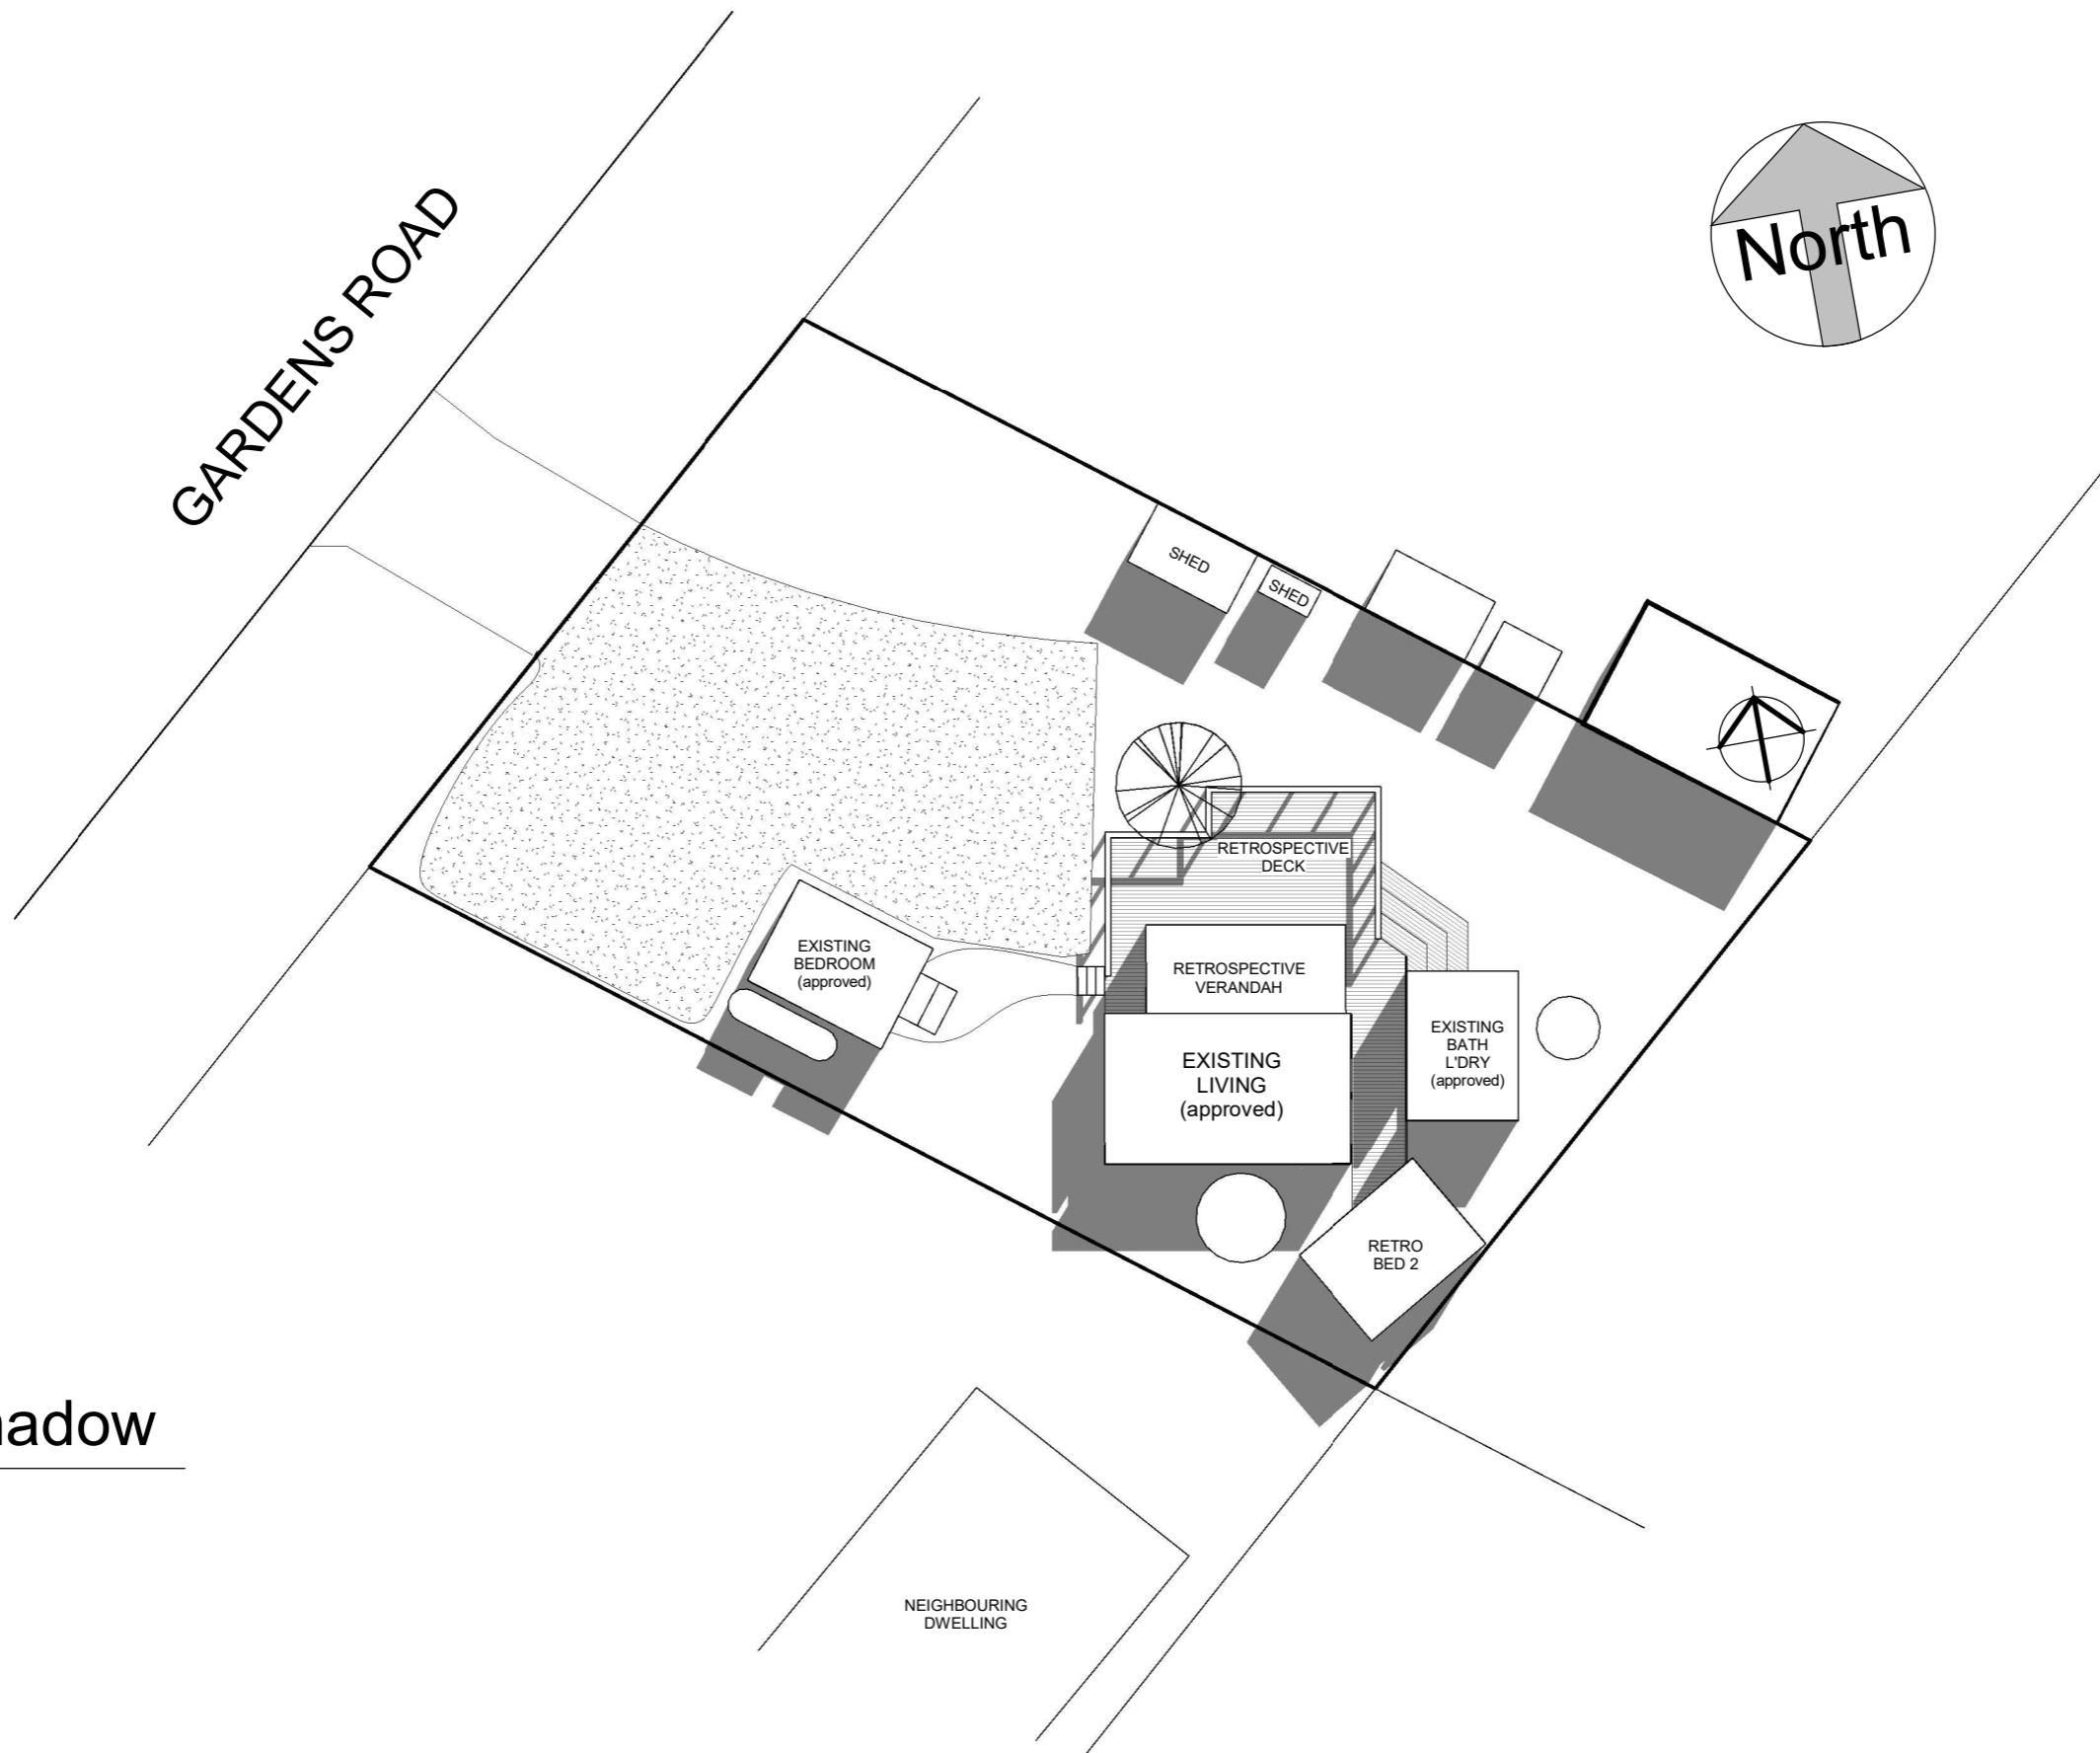 GARDENS ROAD
North
SHED
SHED
RETROSPECTIVE
DECK
EXISTING
BEDROOM
(approved)
RETROSPECTIVE
VERANDAH
EXISTING
LIVING
(approved)
EXISTING
BATH
L'DRY
(approved)
RETRO
BED 2
adow
NEIGHBOURING
DWELLING